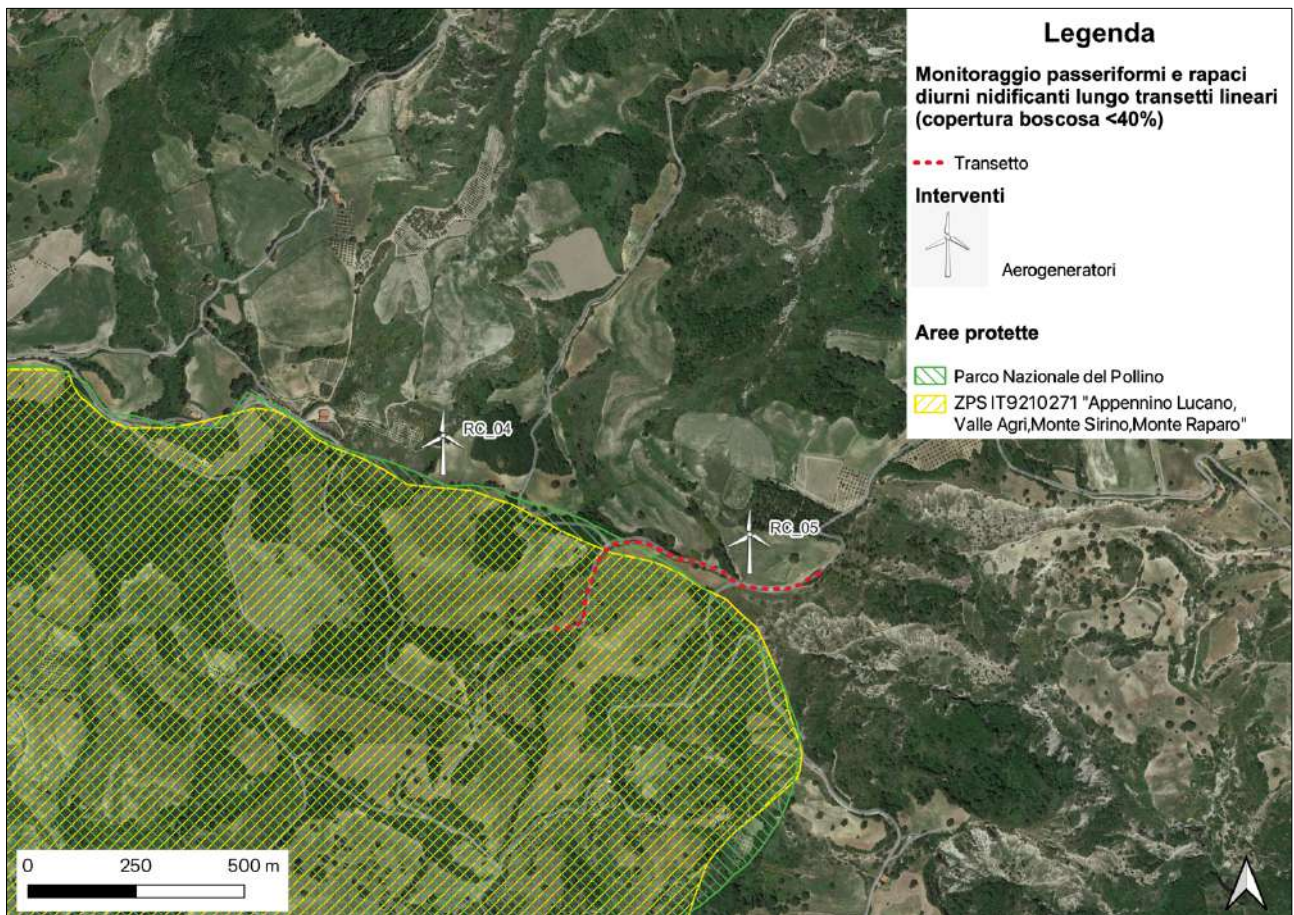 Legenda
Monitoraggio passeriformi e rapaci
diurni nidificanti lungo transetti lineari
(copertura boscosa <40%)
Transetto
Interventi
Aerogeneratori
Aree protette
Parco Nazionale del Pollino
ZPS IT9210271 "Appennino Lucano,
Valle Agri,Monte Sirino,Monte Raparo"
RC_04
RC_05
0 250 500 m